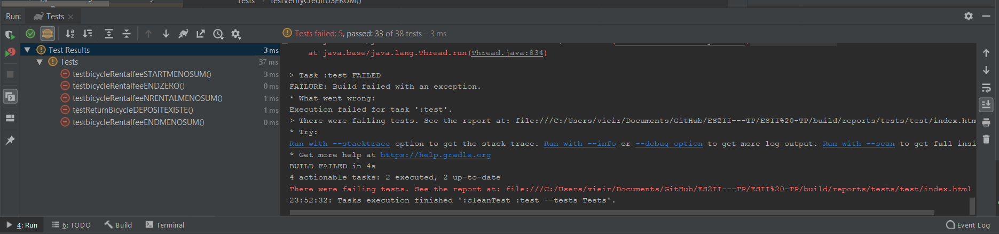 Tests testVerifyCreditUSERUM()
Run: Tests
Tests failed: 5, passed: 33 of 38 tests – 3 ms
Test Results 3 ms
Tests 37 ms
testbicycleRentalfeeSTARTMENOSUM() 3 ms
testbicycleRentalfeeENDZERO() 0 ms
testbicycleRentalfeeNRENTALMENOSUM() 1 ms
testReturnBicycleDEPOSITEXISTE() 1 ms
testbicycleRentalfeeENDMENOSUM() 0 ms
at java.base/java.lang.Thread.run(Thread.java:834)
> Task :test FAILED
FAILURE: Build failed with an exception.
* What went wrong:
Execution failed for task ':test'.
> There were failing tests. See the report at: file:///C:/Users/vieir/Documents/GitHub/ES2II---TP/ESII%20-TP/build/reports/tests/test/index.htm
* Try:
Run with --stacktrace option to get the stack trace. Run with --info or --debug option to get more log output. Run with --scan to get full insi
* Get more help at https://help.gradle.org
BUILD FAILED in 4s
4 actionable tasks: 2 executed, 2 up-to-date
There were failing tests. See the report at: file:///C:/Users/vieir/Documents/GitHub/ES2II---TP/ESII%20-TP/build/reports/tests/test/index.html
23:52:32: Tasks execution finished ':cleanTest :test --tests Tests'.
4: Run 6: TODO Build Terminal Event Log